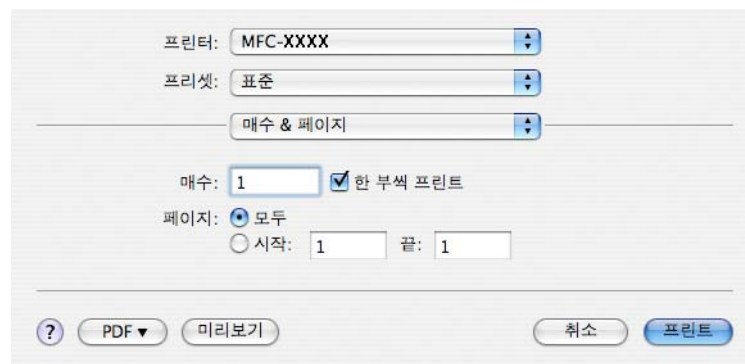 프린터: MFC-XXXX
프리셋: 표준
매수 & 페이지
매수: 1 한 부씩 프린트
페이지: 모두
시작: 1 끝: 1
? PDF ▼ 미리보기 취소 프린트